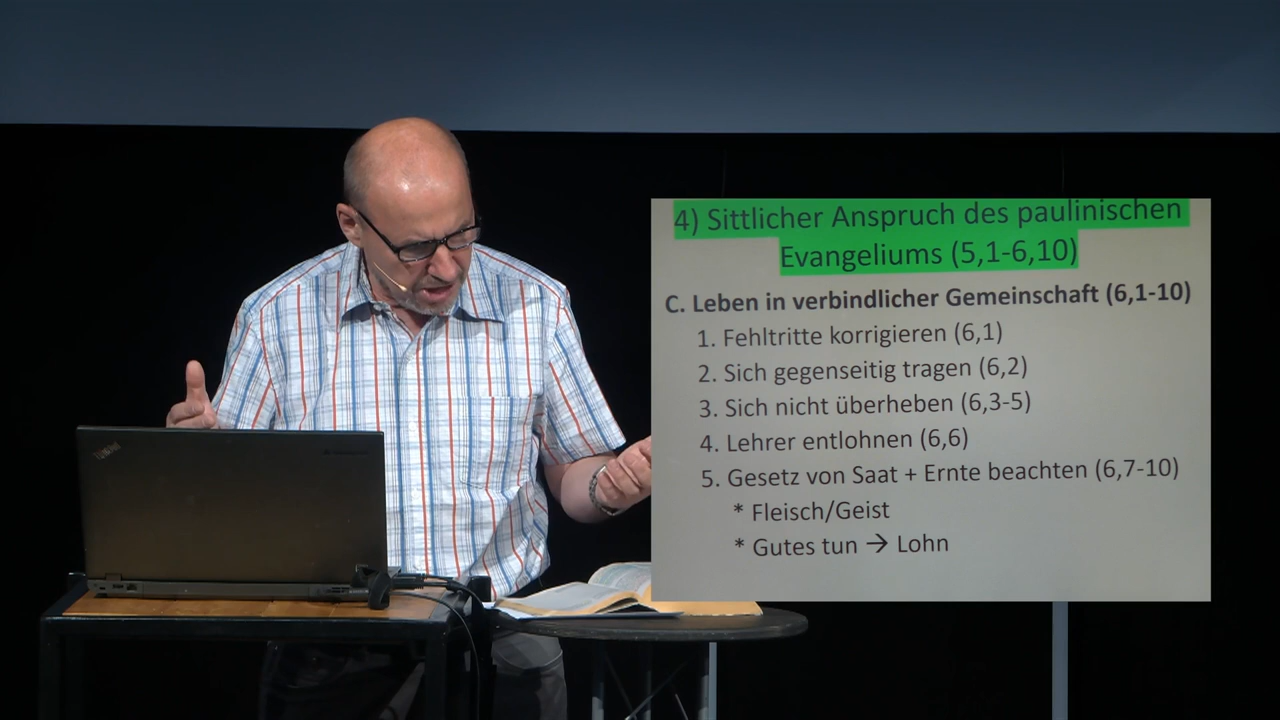 4) Sittlicher Anspruch des paulinischen
Evangeliums (5,1-6,10)
C. Leben in verbindlicher Gemeinschaft (6,1-10)
1. Fehltritte korrigieren (6,1)
2. Sich gegenseitig tragen (6,2)
3. Sich nicht überheben (6,3-5)
4. Lehrer entlohnen (6,6)
5. Gesetz von Saat + Ernte beachten (6,7-10)
* Fleisch/Geist
* Gutes tun → Lohn
ThinkPad